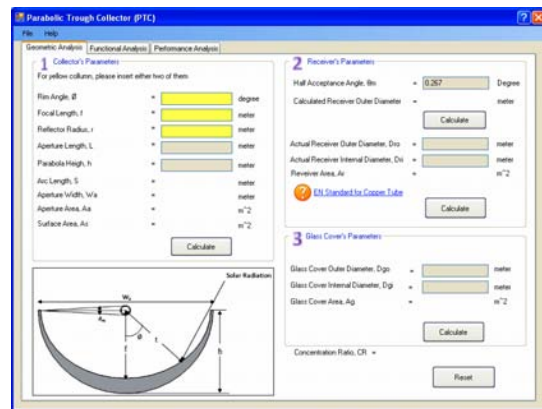 Parabolic Trough Collector (PTC)
File Help
Geometric Analysis Functional Analysis Performance Analysis
1 Collector's Parameters
For yellow collumn, please insert either two of them
Rim Angle, Ø = degree
Focal Length, f = meter
Reflector Radius, r = meter
Aperture Length, L = meter
Parabola Heigh, h = meter
Arc Length, S = meter
Aperture Width, Wa = meter
Aperture Area, Aa = m^2
Surface Area, As = m^2
Calculate
Solar Radiation
Wa
Ø
r
f
h
2 Receiver's Parameters
Half Acceptance Angle, θm = 0.267 Degree
Calculated Receiver Outer Diameter = meter
Calculate
Actual Receiver Outer Diameter, Dro = meter
Actual Receiver Internal Diameter, Dri = meter
Reveiver Area, Ar = m^2
EN Standard for Copper Tube
Calculate
3 Glass Cover's Parameters
Glass Cover Outer Diameter, Dgo = meter
Glass Cover Internal Diameter, Dgi = meter
Glass Cover Area, Ag = m^2
Calculate
Concentration Ratio, CR =
Reset